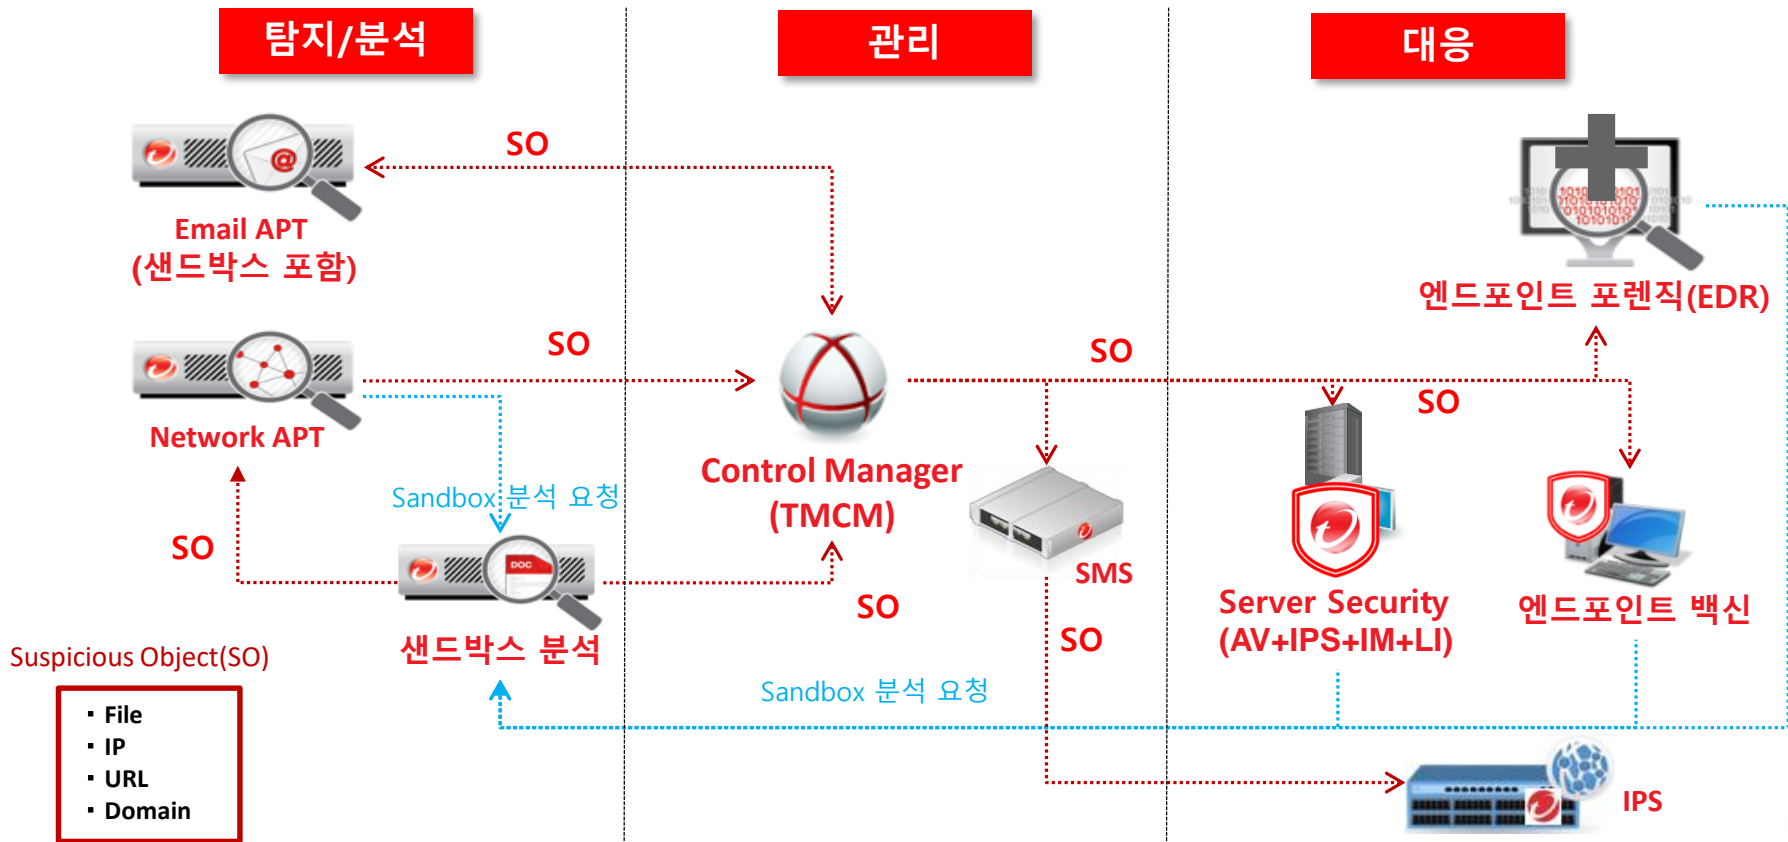 탐지/분석
관리
대응
SO
Email APT
(샌드박스 포함)
엔드포인트 포렌직(EDR)
SO
SO
SO
Network APT
Control Manager
(TMCM)
Sandbox 분석 요청
SO
DOC
샌드박스 분석
SO
SMS
SO
Server Security
(AV+IPS+IM+LI)
엔드포인트 백신
Sandbox 분석 요청
Suspicious Object(SO)
▪ File
▪ IP
▪ URL
▪ Domain
IPS